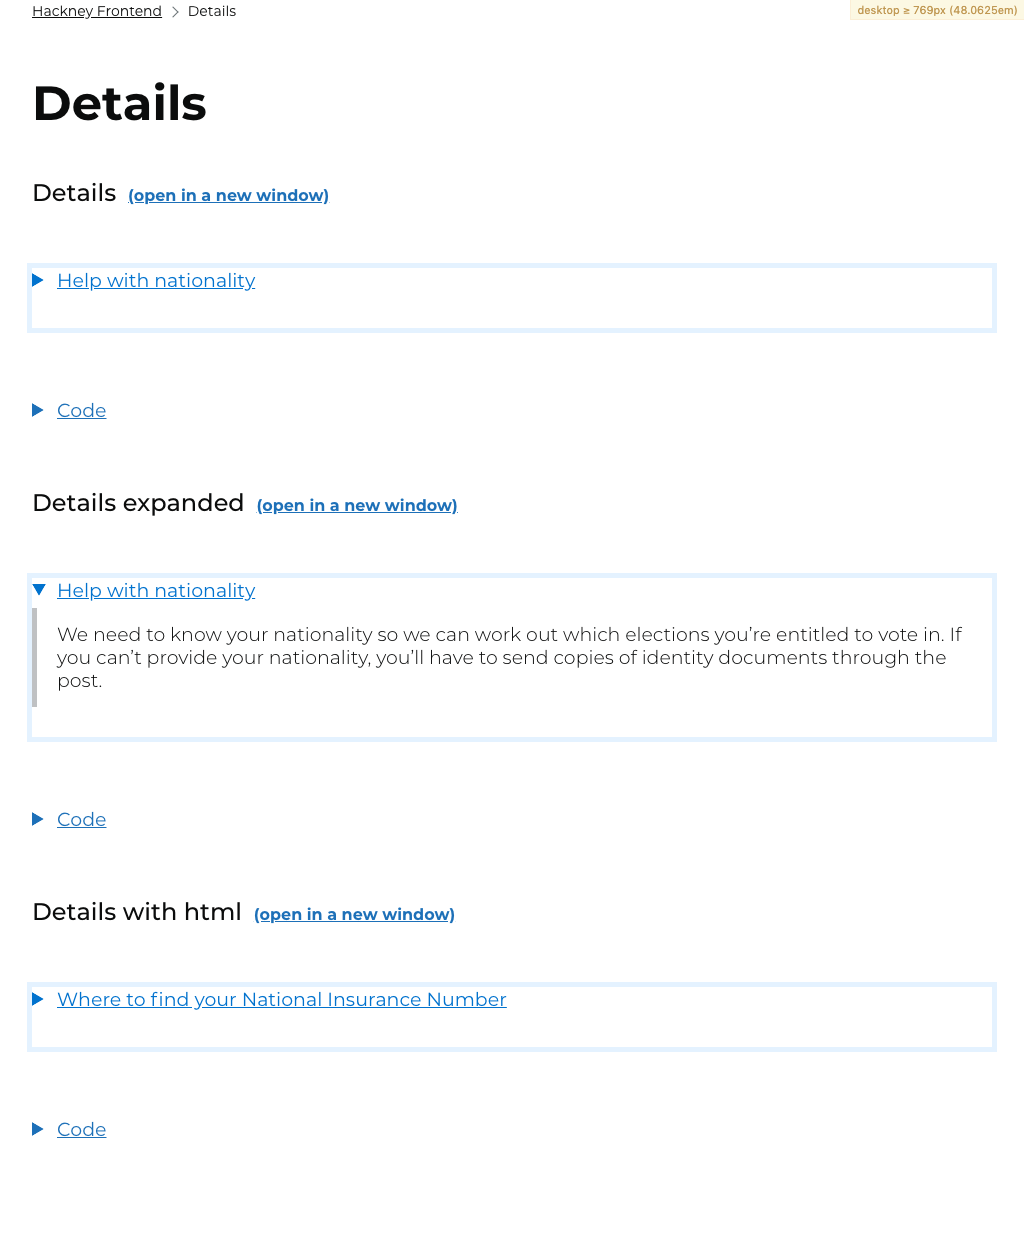 Hackney Frontend > Details
desktop ≥ 769px (48.0625em)
Details
Details (open in a new window)
Help with nationality
Code
Details expanded (open in a new window)
Help with nationality
We need to know your nationality so we can work out which elections you’re entitled to vote in. If
you can’t provide your nationality, you’ll have to send copies of identity documents through the
post.
Code
Details with html (open in a new window)
Where to find your National Insurance Number
Code